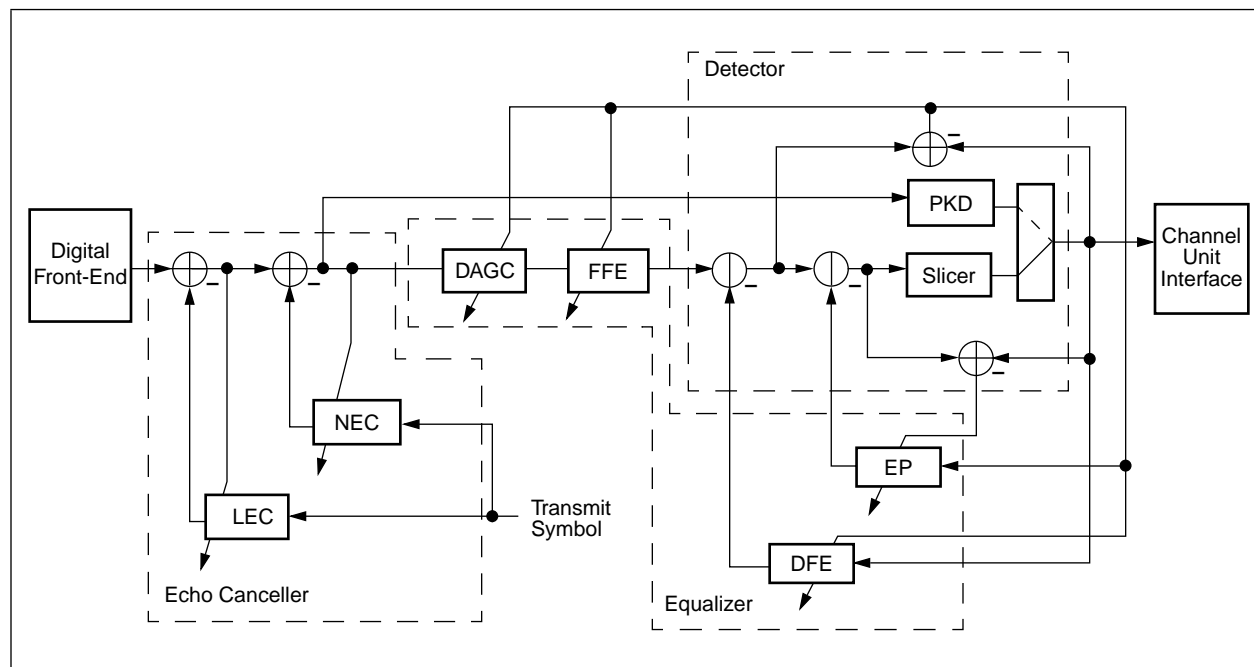 Detector
PKD
Digital
Front-End
Channel
Unit
Interface
DAGC
FFE
Slicer
NEC
EP
LEC
Transmit
Symbol
DFE
Echo Canceller
Equalizer